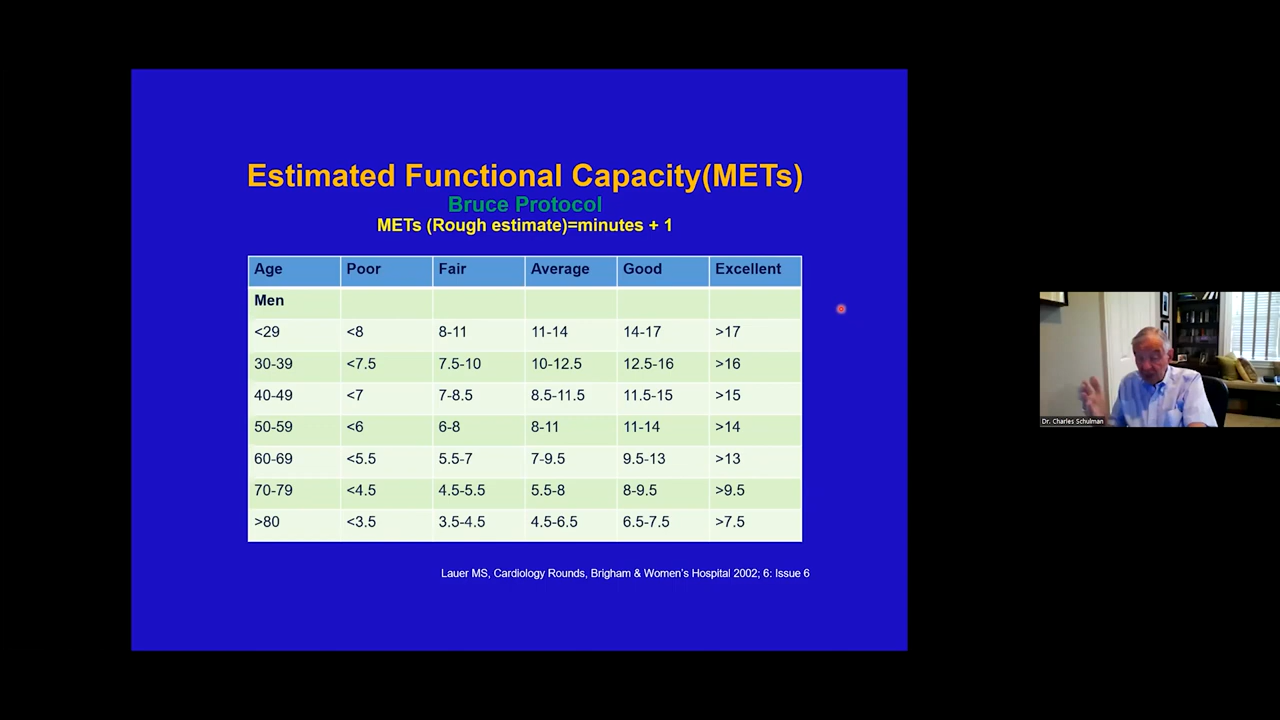 Estimated Functional Capacity(METs)
Bruce Protocol
METs (Rough estimate)=minutes + 1
Age Poor Fair Average Good Excellent
Men
<29 <8 8-11 11-14 14-17 >17
30-39 <7.5 7.5-10 10-12.5 12.5-16 >16
40-49 <7 7-8.5 8.5-11.5 11.5-15 >15
50-59 <6 6-8 8-11 11-14 >14
60-69 <5.5 5.5-7 7-9.5 9.5-13 >13
70-79 <4.5 4.5-5.5 5.5-8 8-9.5 >9.5
>80 <3.5 3.5-4.5 4.5-6.5 6.5-7.5 >7.5
Lauer MS, Cardiology Rounds, Brigham & Women's Hospital 2002; 6: Issue 6
Dr. Charles Schulman